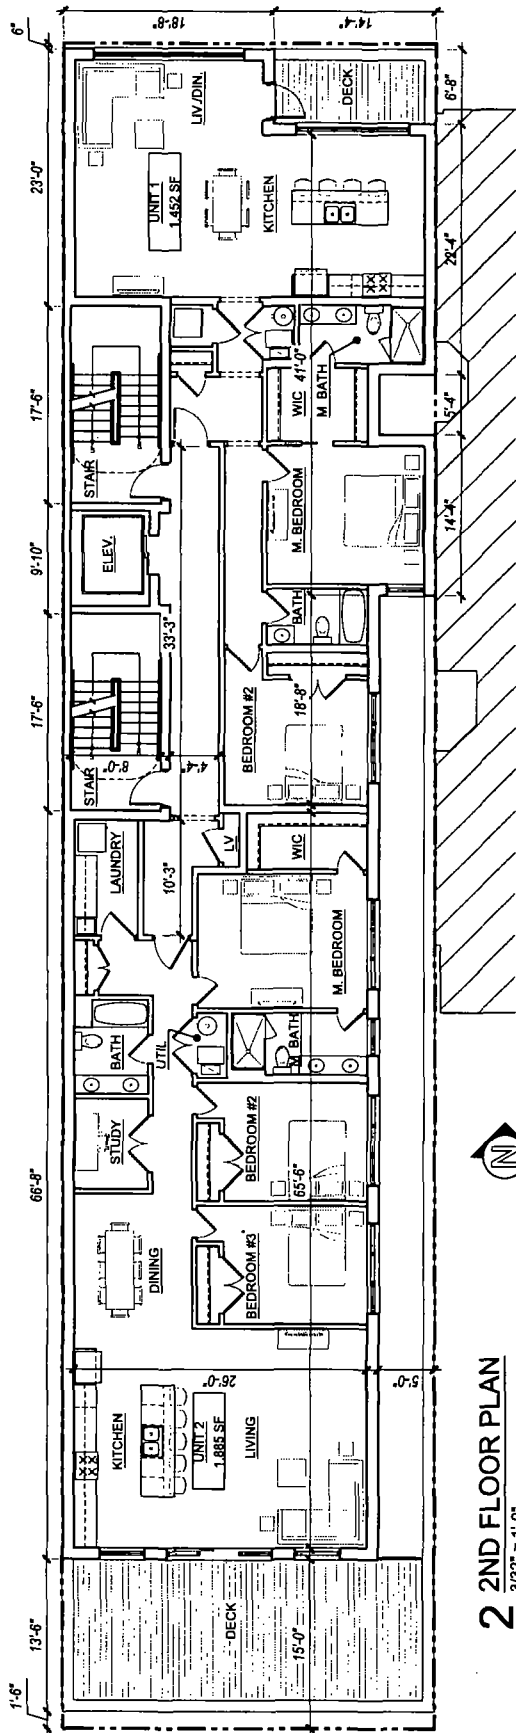 1'-6"
13'-6"
66'-8"
17'-6"
9'-10"
17'-6"
23'-0"
6"
DECK
15'-0"
KITCHEN
UNIT 2
1.885 SF
LIVING
26'-0"
5'-0"
DINING
STUDY
BATH
UTIL
LAUNDRY
10'-3"
LV
BEDROOM #3
BEDROOM #2
65'-6"
M BATH
M. BEDROOM
WIC
STAIR
8'-0"
4'-4"
ELEV.
33'-3"
STAIR
BEDROOM #2
18'-8"
BATH
M. BEDROOM
WIC
M BATH
41'-0"
UNIT 1
1.452 SF
LIV./DIN.
KITCHEN
DECK
18'-8"
14'-4"
6'-8"
22'-4"
5'-4"
14'-4"
N
2 2ND FLOOR PLAN
3/32" = 1'-0"